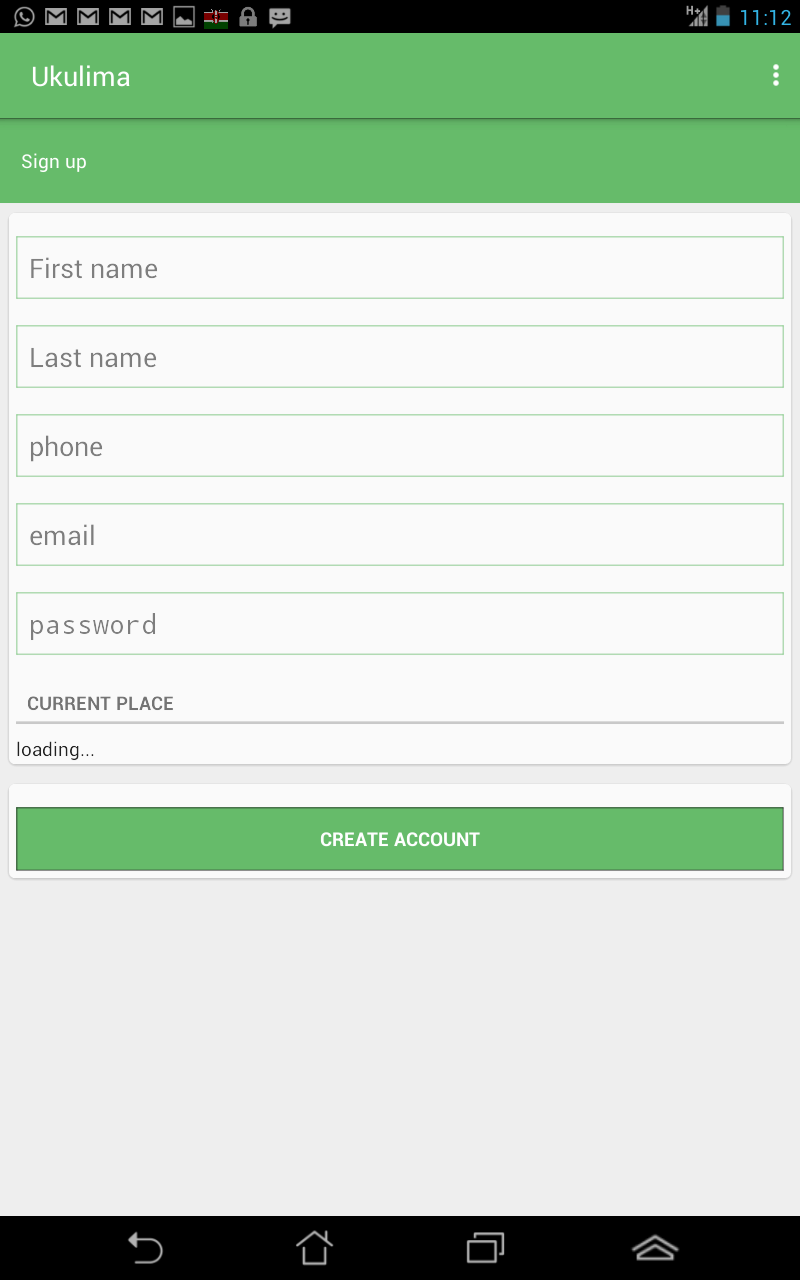 H+ 11:12
Ukulima
Sign up
First name
Last name
phone
email
password
CURRENT PLACE
loading...
CREATE ACCOUNT